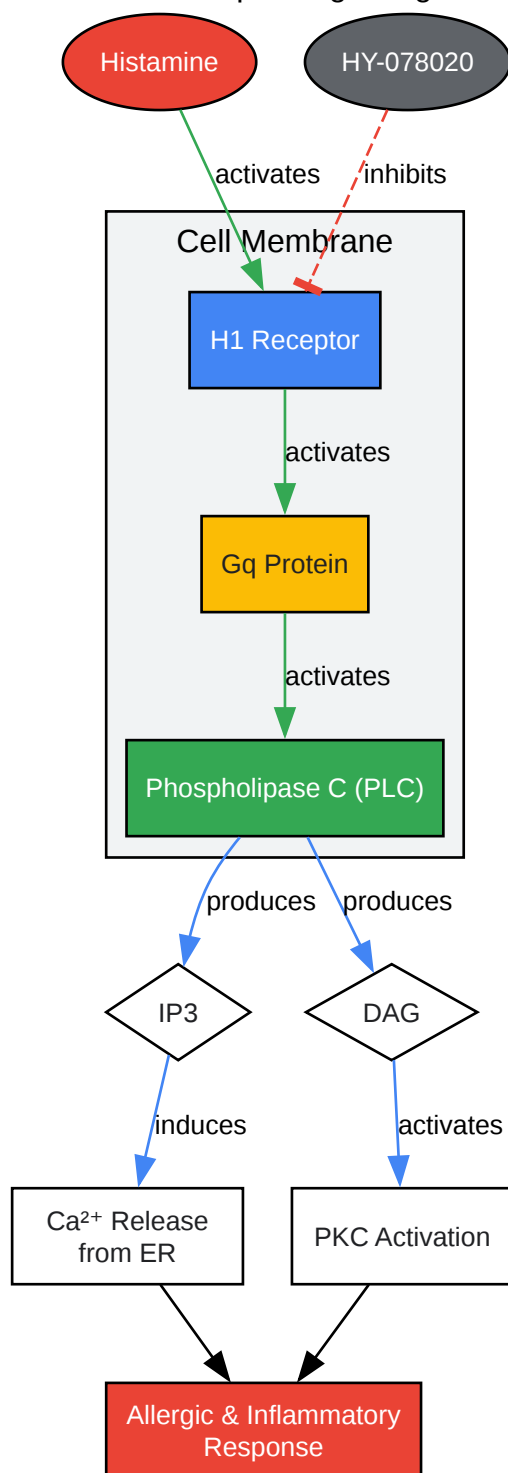 Histamine
HY-078020
activates
inhibits
Cell Membrane
H1 Receptor
activates
Gq Protein
activates
Phospholipase C (PLC)
produces
produces
IP3
DAG
induces
activates
Ca²⁺ Release
from ER
PKC Activation
Allergic & Inflammatory
Response